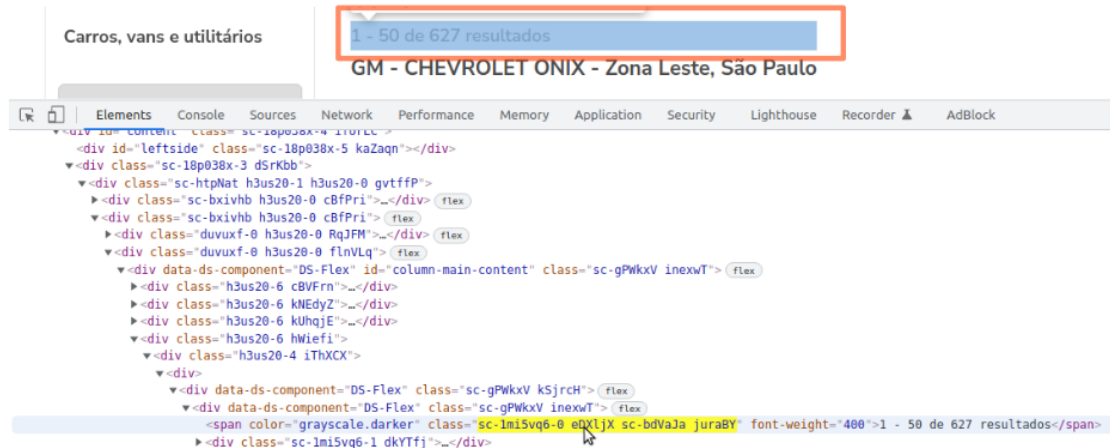 Carros, vans e utilitários
1 - 50 de 627 resultados
GM - CHEVROLET ONIX - Zona Leste, São Paulo
Elements Console Sources Network Performance Memory Application Security Lighthouse Recorder AdBlock
▼<div id="content" class="sc-18p038x-4 ifoFLC">
<div id="leftside" class="sc-18p038x-5 kaZaqn"></div>
▼<div class="sc-18p038x-3 dSrKbb">
▼<div class="sc-htpNat h3us20-1 h3us20-0 gvtffP">
▶<div class="sc-bxivhb h3us20-0 cBfPri">…</div> flex
▼<div class="sc-bxivhb h3us20-0 cBfPri"> flex
▶<div class="duvuxf-0 h3us20-0 RqJFM">…</div> flex
▼<div class="duvuxf-0 h3us20-0 flnVLq"> flex
▼<div data-ds-component="DS-Flex" id="column-main-content" class="sc-gPWkxV inexwT"> flex
▶<div class="h3us20-6 cBVFrn">…</div>
▶<div class="h3us20-6 kNEdyZ">…</div>
▶<div class="h3us20-6 kUhqjE">…</div>
▼<div class="h3us20-6 hWiefi">
▼<div class="h3us20-4 iThXCX">
▼<div>
▼<div data-ds-component="DS-Flex" class="sc-gPWkxV kSjrcH"> flex
▼<div data-ds-component="DS-Flex" class="sc-gPWkxV inexwT"> flex
<span color="grayscale.darker" class="sc-1mi5vq6-0 eDXljX sc-bdVaJa juraBY" font-weight="400">1 - 50 de 627 resultados</span>
▶<div class="sc-1mi5vq6-1 dkYTfj">…</div>